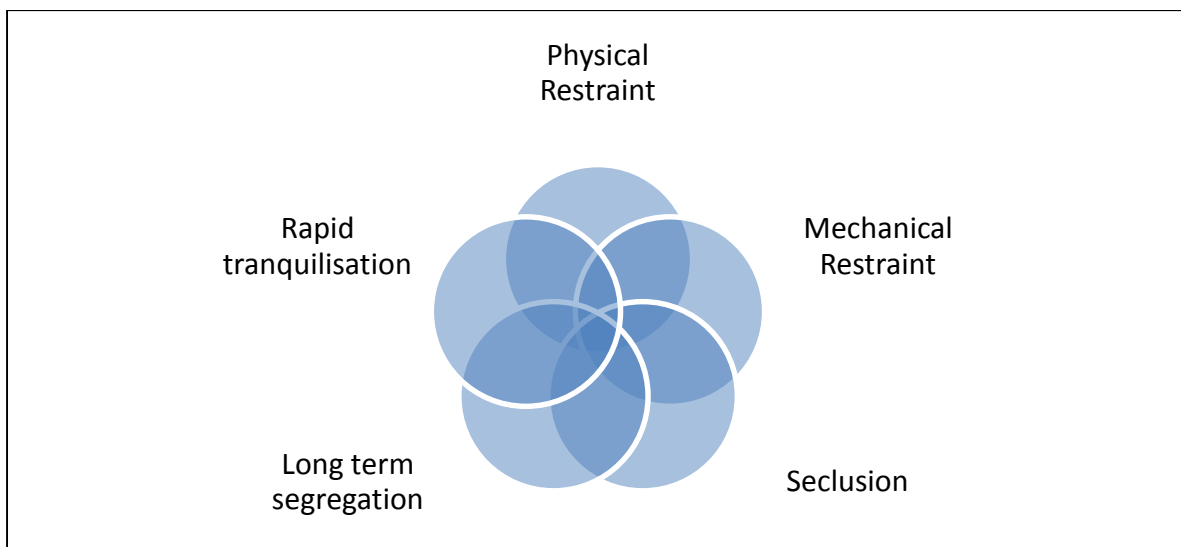 Physical
Restraint
Rapid
tranquilisation
Mechanical
Restraint
Long term
segregation
Seclusion